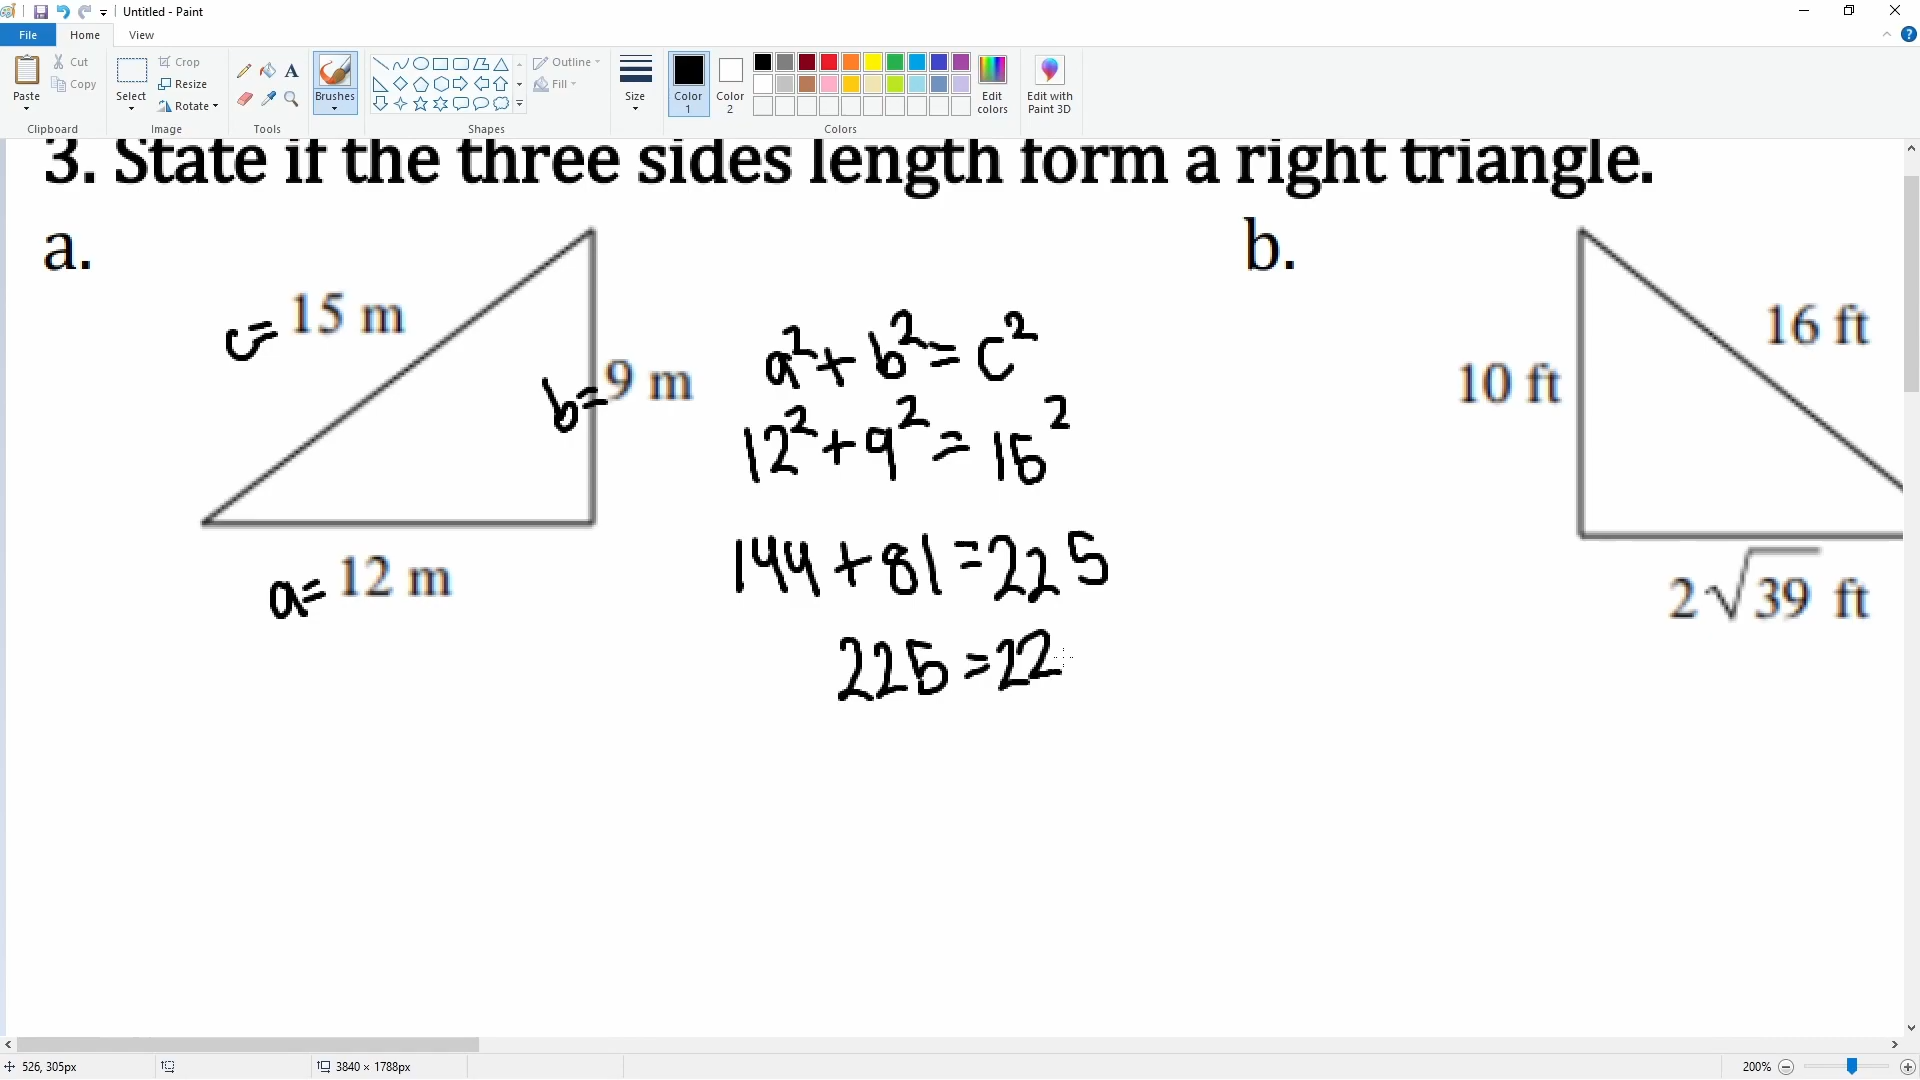 Untitled - Paint
File
Home
View
Paste
Cut
Copy
Clipboard
Select
Crop
Resize
Rotate
Image
Tools
Brushes
Shapes
Outline
Fill
Size
Color 1
Color 2
Colors
Edit colors
Edit with Paint 3D
3. State if the three sides length form a right triangle.
a.
c= 15 m
b= 9 m
a= 12 m
a²+ b²= c²
12²+9²= 15²
144+81=225
225=22
b.
16 ft
10 ft
2√39 ft
526, 305px
3840 × 1788px
200%